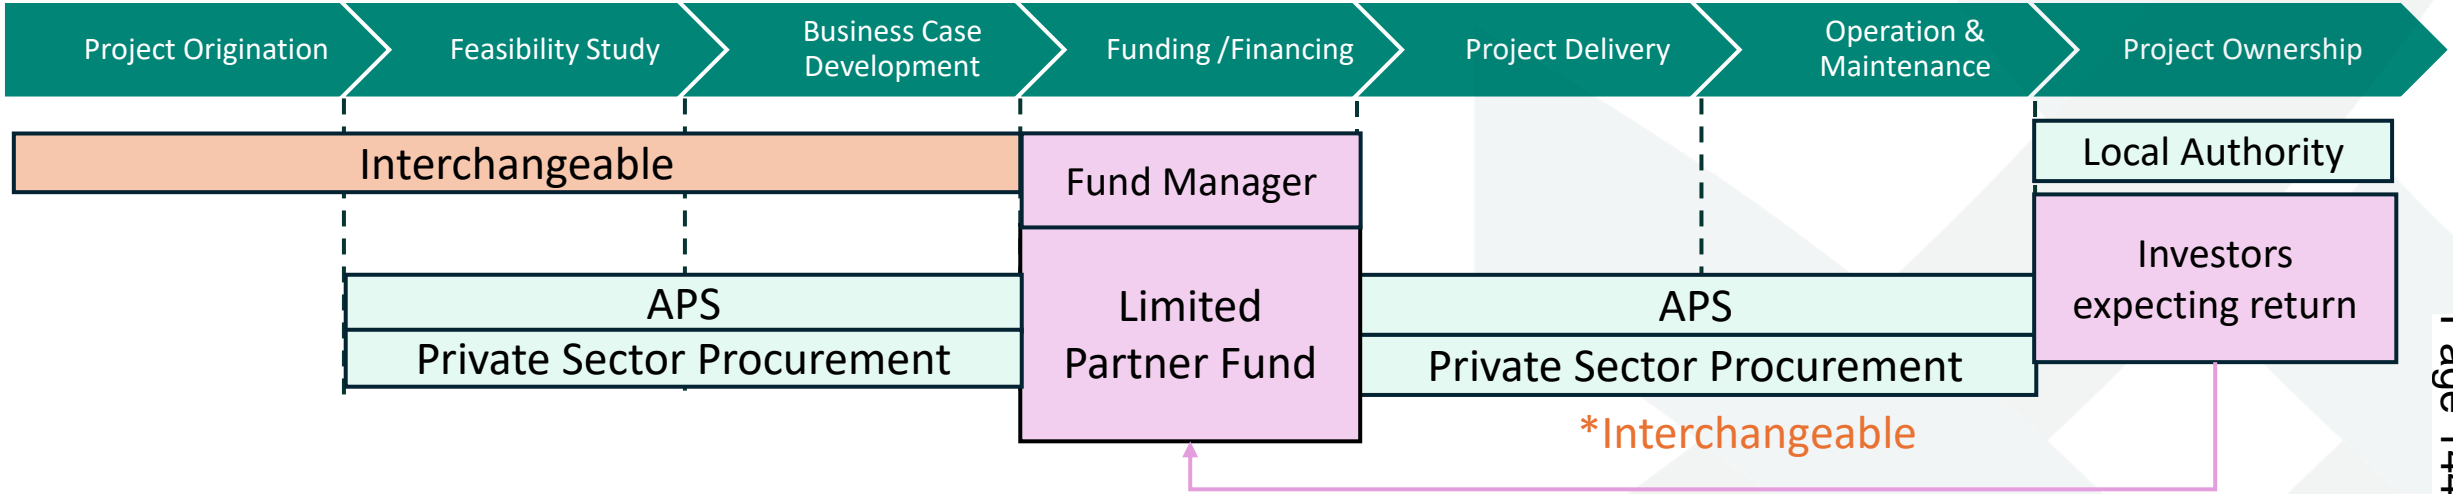 Project Origination
Feasibility Study
Business Case
Development
Funding /Financing
Project Delivery
Operation &
Maintenance
Project Ownership
Interchangeable
Fund Manager
Local Authority
Investors
expecting return
APS
Private Sector Procurement
Limited
Partner Fund
APS
Private Sector Procurement
*Interchangeable